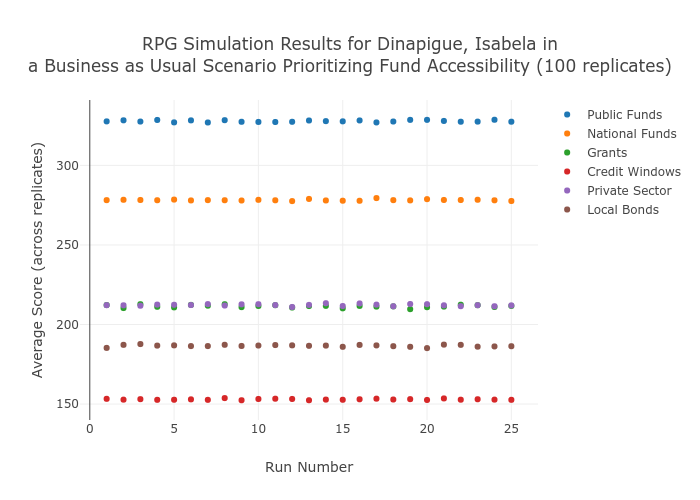 RPG Simulation Results for Dinapigue, Isabela in
a Business as Usual Scenario Prioritizing Fund Accessibility (100 replicates)
Average Score (across replicates)
300
250
200
150
0
5
10
15
20
25
Run Number
Public Funds
National Funds
Grants
Credit Windows
Private Sector
Local Bonds